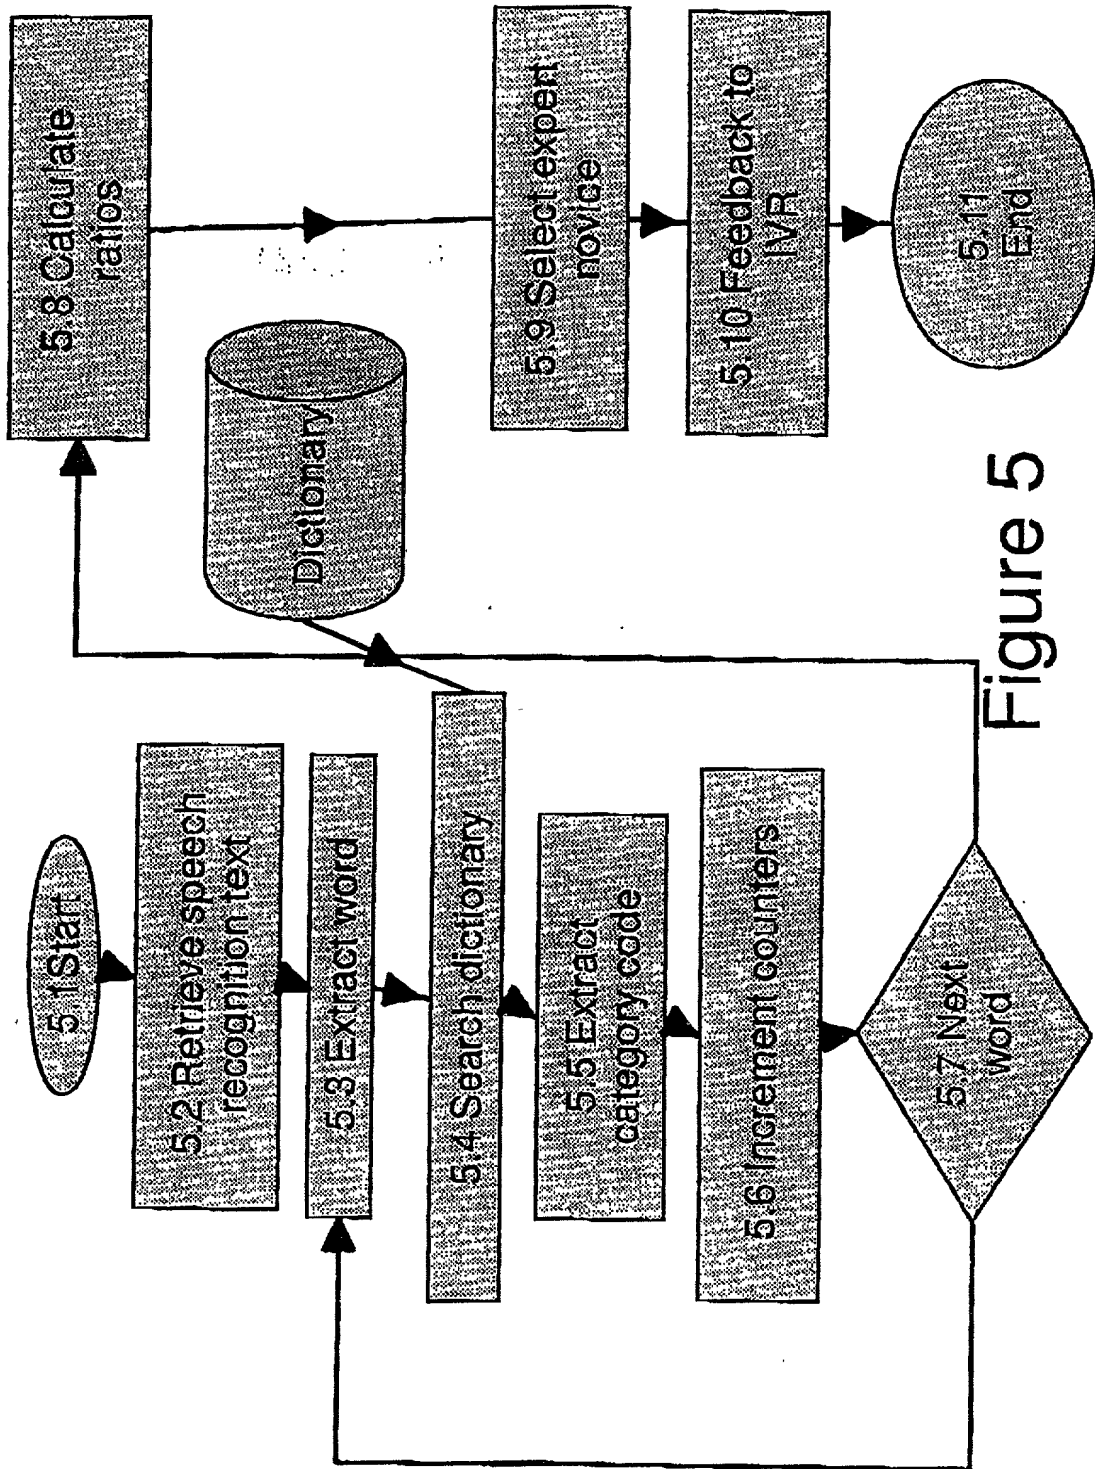 5.1 Start
5.2 Retrieve speech
recognition text
5.3 Extract word
5.4 Search dictionary
5.5 Extract
category code
5.6 Increment counters
5.7 Next
word
Dictionary
5.8 Calculate
ratios
5.9 Select expert
novice
5.10 Feedback to
IVR
5.11
End
Figure 5